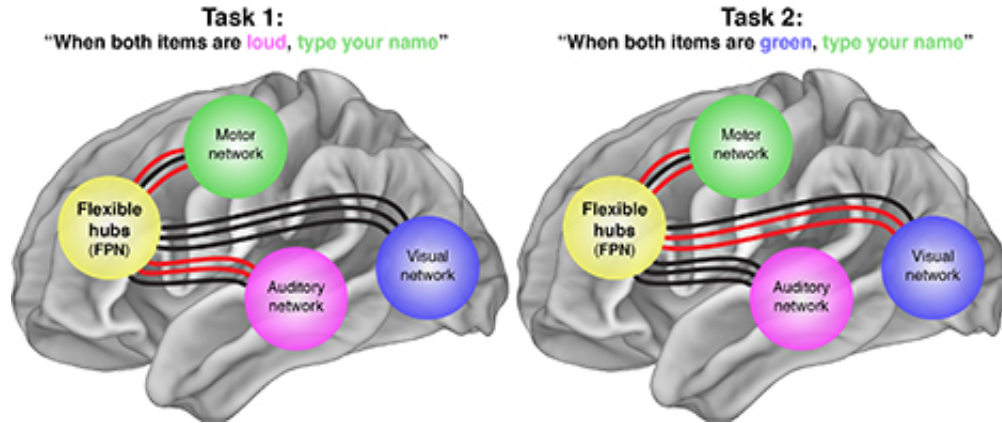 Task 1:
"When both items are loud, type your name"
Motor
network
Flexible
hubs
(FPN)
Visual
network
Auditory
network
Task 2:
"When both items are green, type your name"
Motor
network
Flexible
hubs
(FPN)
Visual
network
Auditory
network